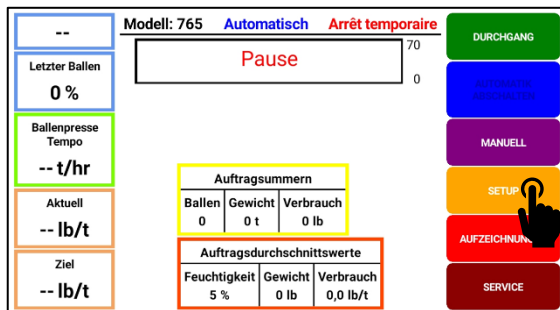 --
Modell: 765 Automatisch Arrêt temporaire
DURCHGANG
Pause
70
0
Letzter Ballen
0 %
Ballenpresse
Tempo
-- t/hr
MANUELL
Auftragsummern
Ballen Gewicht Verbrauch
0 0 t 0 lb
Aktuell
-- lb/t
SETUP
Auftragsdurchschnittswerte
Feuchtigkeit Gewicht Verbrauch
5 % 0 lb 0,0 lb/t
Ziel
-- lb/t
SERVICE